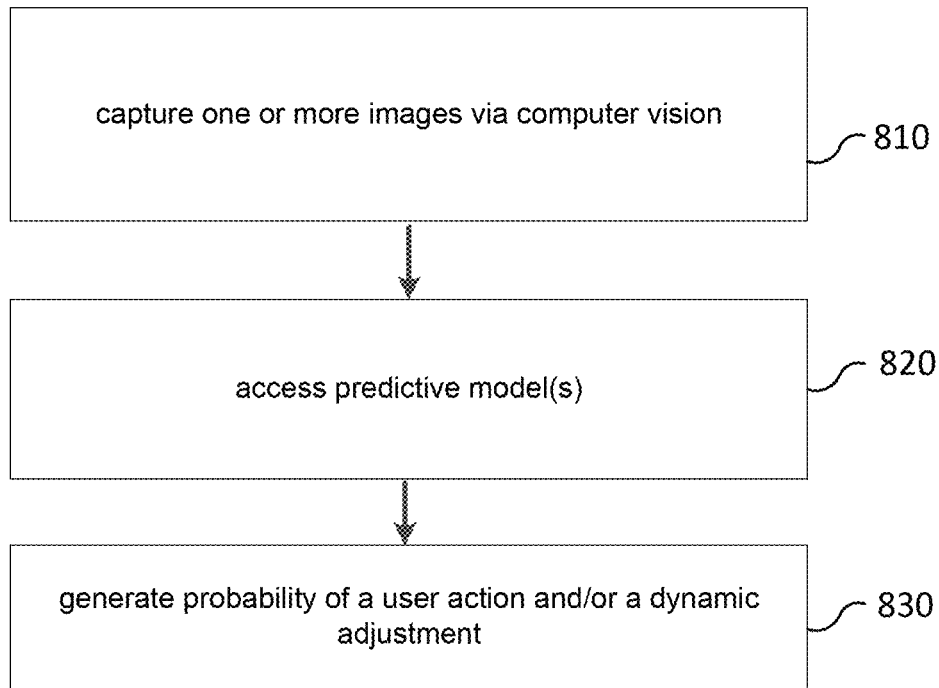 capture one or more images via computer vision
810
access predictive model(s)
820
generate probability of a user action and/or a dynamic
adjustment
830